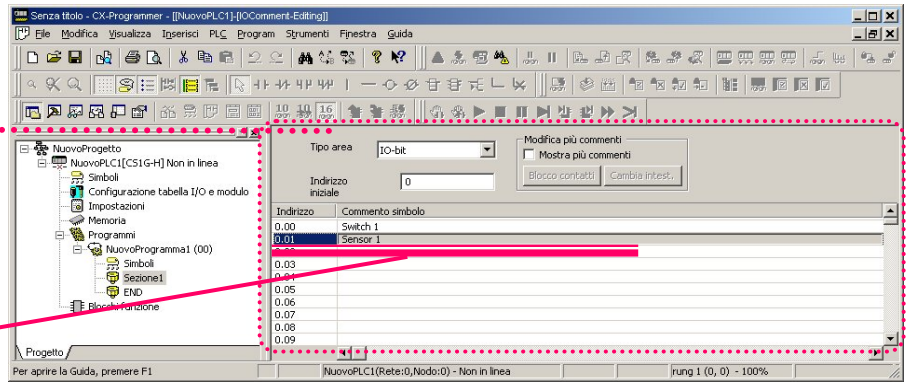 Senza titolo - CX-Programmer - [[NuovoPLC1]-[IOComment-Editing]]
File Modifica Visualizza Inserisci PLC Program Strumenti Finestra Guida
10 10 16
NuovoProgetto
NuovoPLC1[CS1G-H] Non in linea
Simboli
Configurazione tabella I/O e modulo
Impostazioni
Memoria
Programmi
NuovoProgramma1 (00)
Simboli
Sezione1
END
Blocchi funzione
Progetto
Tipo area IO-bit
Indirizzo iniziale 0
Modifica più commenti
Mostra più commenti
Blocco contatti Cambia intest.
Indirizzo Commento simbolo
0.00 Switch 1
0.01 Sensor 1
0.03
0.04
0.05
0.06
0.07
0.08
0.09
Per aprire la Guida, premere F1 NuovoPLC1(Rete:0,Nodo:0) - Non in linea rung 1 (0, 0) - 100%